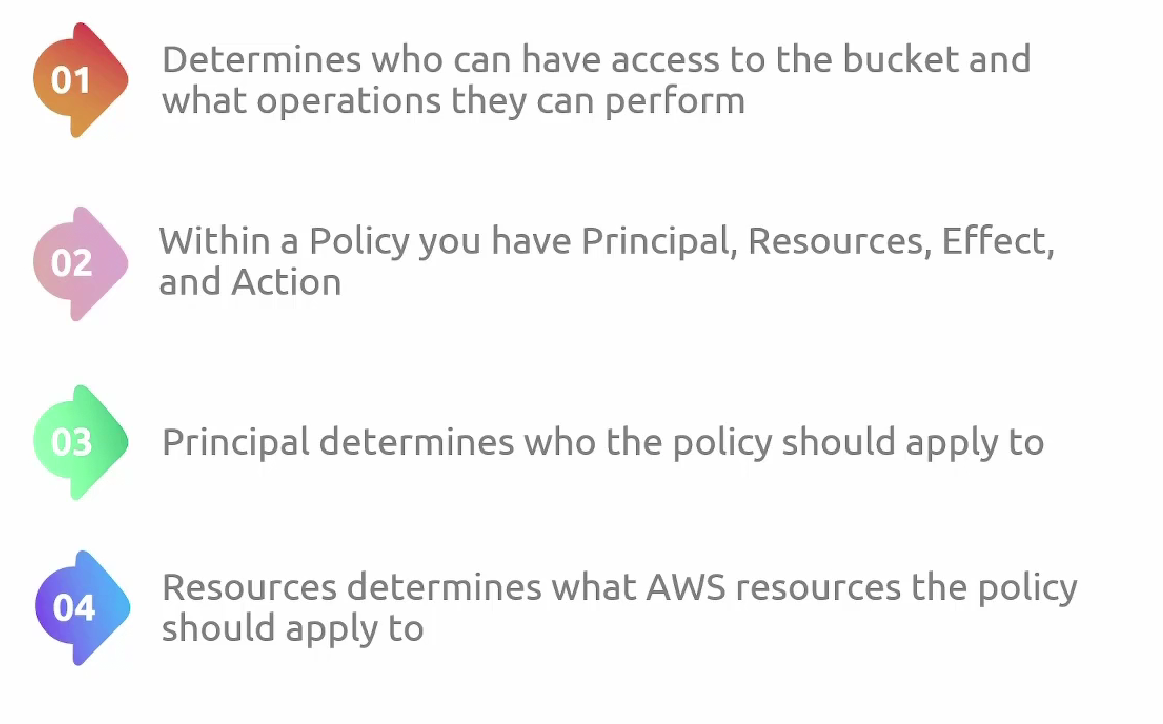 01
Determines who can have access to the bucket and
what operations they can perform
02
Within a Policy you have Principal, Resources, Effect,
and Action
03
Principal determines who the policy should apply to
04
Resources determines what AWS resources the policy
should apply to